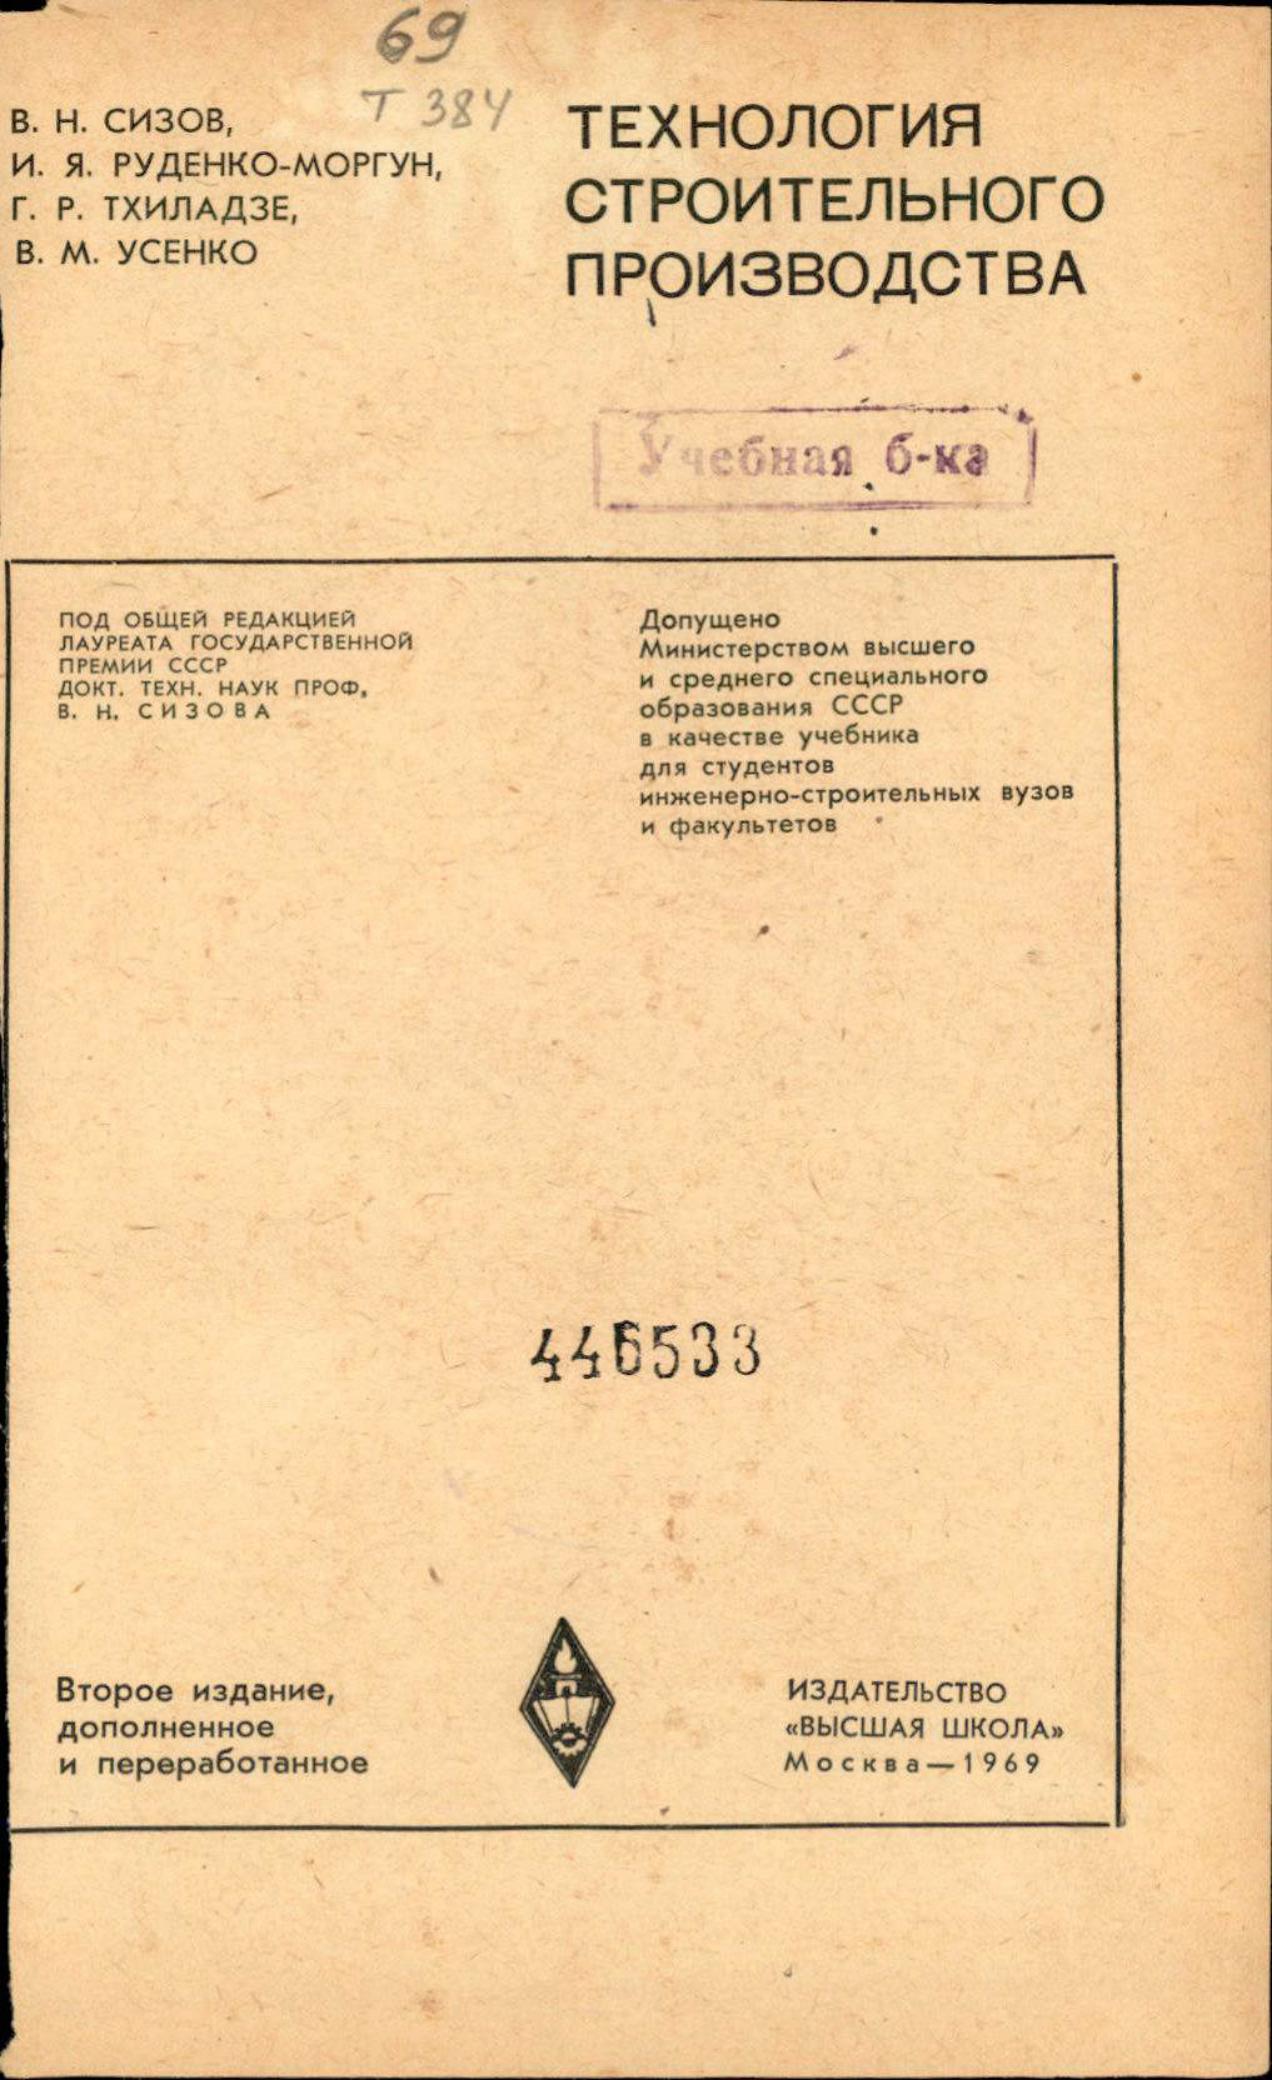 69
Т 384
В. Н. СИЗОВ,
И. Я. РУДЕНКО-МОРГУН,
Г. Р. ТХИЛАДЗЕ,
В. М. УСЕНКО
ТЕХНОЛОГИЯ
СТРОИТЕЛЬНОГО
ПРОИЗВОДСТВА
Учебная б-ка
ПОД ОБЩЕЙ РЕДАКЦИЕЙ
ЛАУРЕАТА ГОСУДАРСТВЕННОЙ
ПРЕМИИ СССР
ДОКТ. ТЕХН. НАУК ПРОФ.
В. Н. СИЗОВА
Допущено
Министерством высшего
и среднего специального
образования СССР
в качестве учебника
для студентов
инженерно-строительных вузов
и факультетов
446533
Второе издание,
дополненное
и переработанное
ИЗДАТЕЛЬСТВО
«ВЫСШАЯ ШКОЛА»
Москва—1969